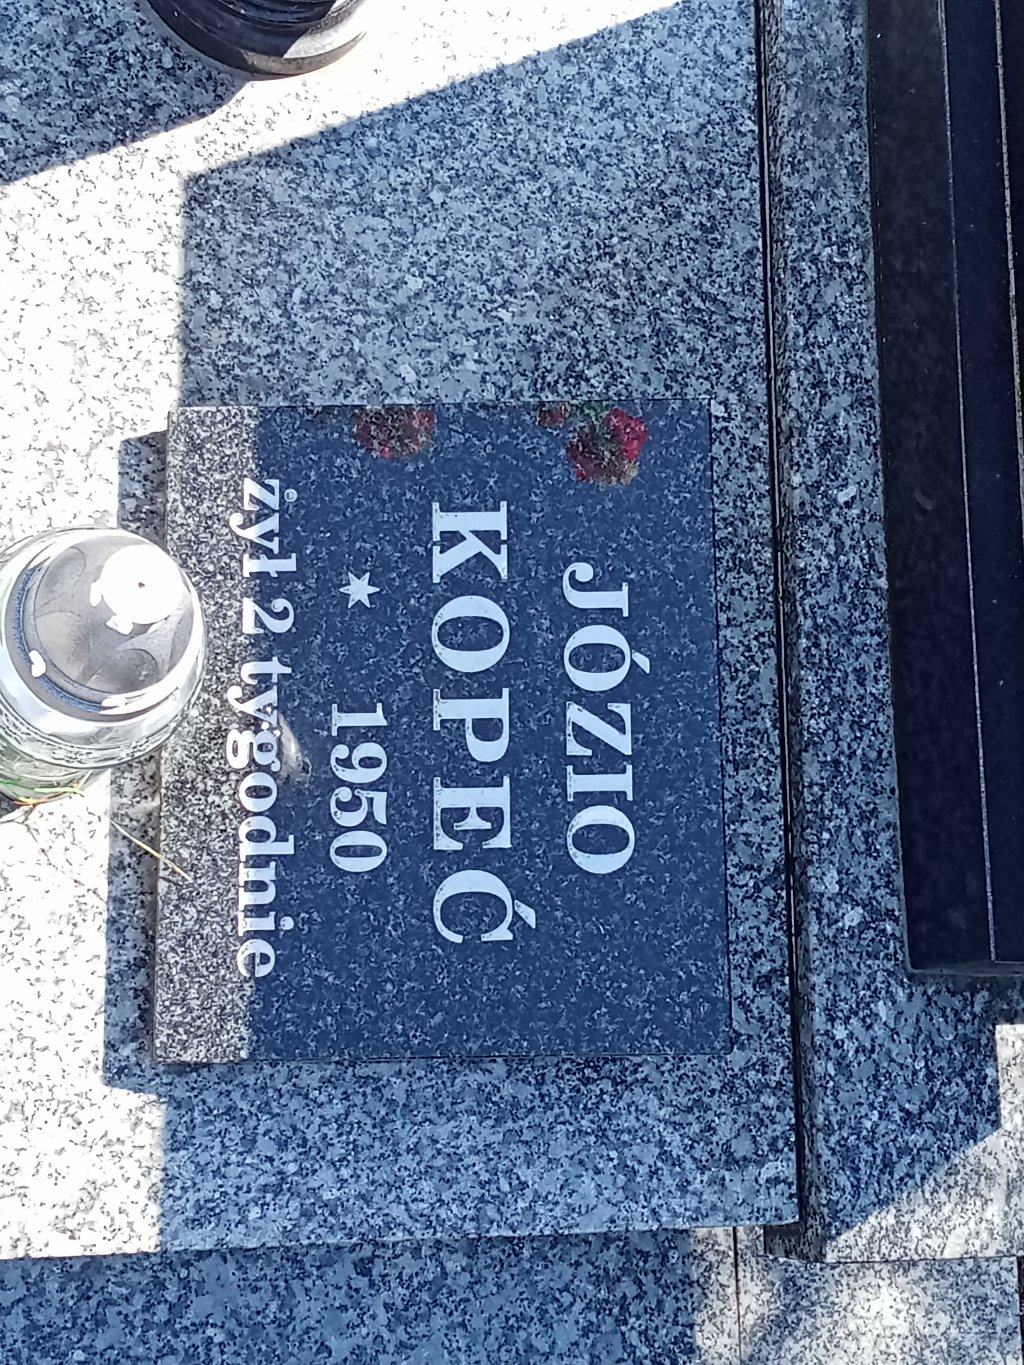 JÓZIO
KOPEĆ
* 1950
żył 2 tygodnie